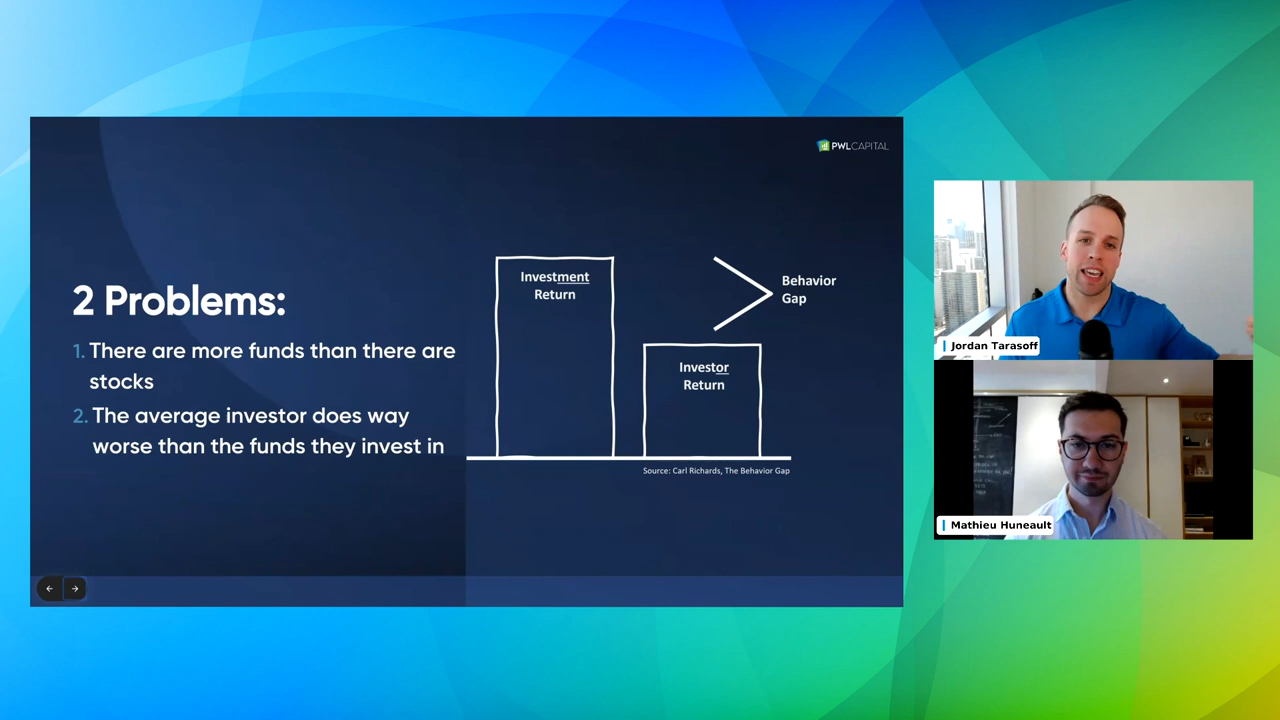 PWLCAPITAL
2 Problems:
1. There are more funds than there are
stocks
2. The average investor does way
worse than the funds they invest in
Investment
Return
Behavior
Gap
Investor
Return
Source: Carl Richards, The Behavior Gap
Jordan Tarasoff
Mathieu Huneault